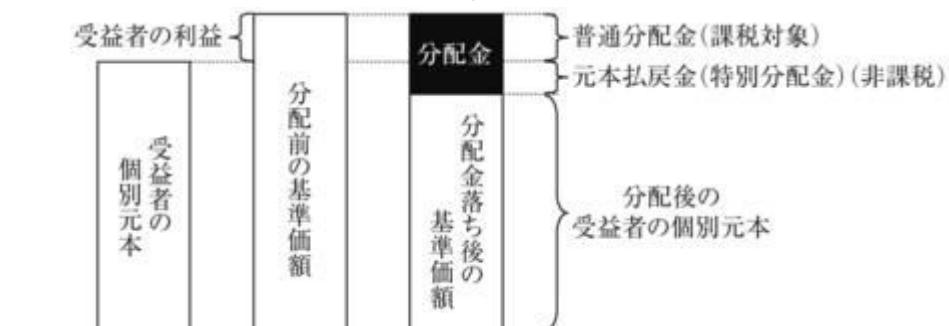 受益者の利益
分配金
普通分配金(課税対象)
元本払戻金(特別分配金)(非課税)
受益者の
個別元本
分配前の基準価額
分配金落ち後の
基準価額
分配後の
受益者の個別元本